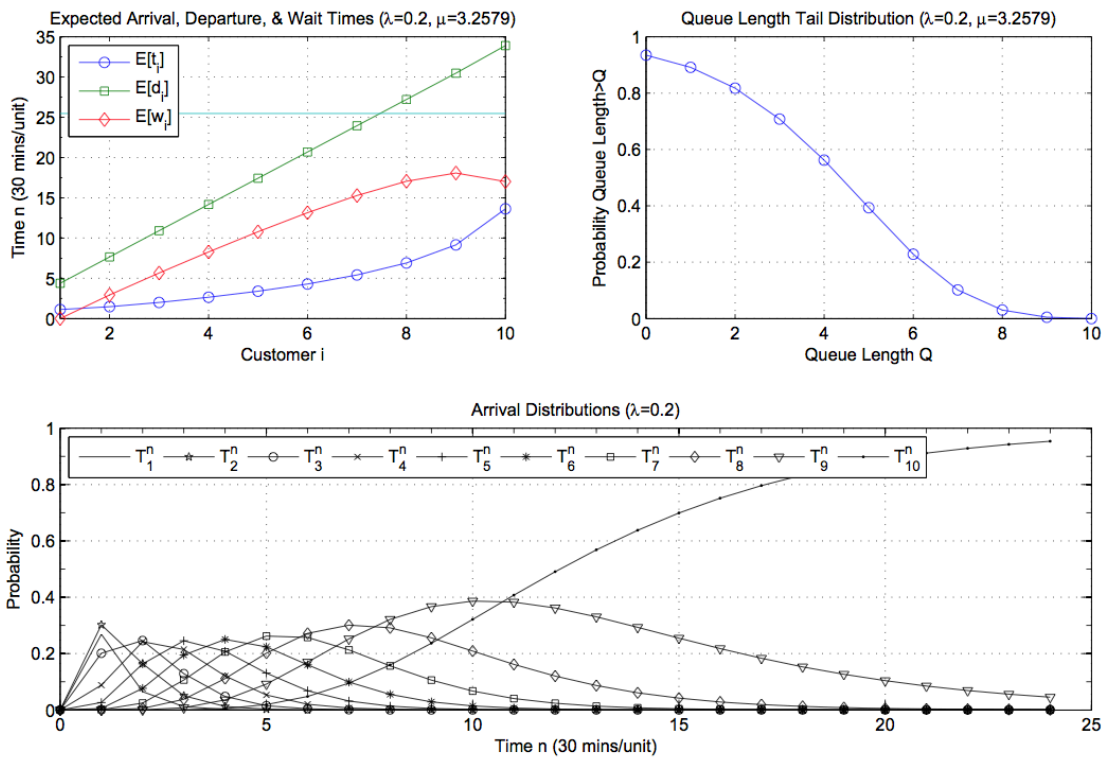 Expected Arrival, Departure, & Wait Times (λ=0.2, μ=3.2579)
35
30
25
20
15
10
5
0
Time n (30 mins/unit)
E[t_i]
E[d_i]
E[w_i]
2
4
6
8
10
Customer i
Queue Length Tail Distribution (λ=0.2, μ=3.2579)
1
0.8
0.6
0.4
0.2
0
Probability Queue Length>Q
0
2
4
6
8
10
Queue Length Q
Arrival Distributions (λ=0.2)
1
0.8
0.6
0.4
0.2
0
Probability
T_1^n T_2^n T_3^n T_4^n T_5^n T_6^n T_7^n T_8^n T_9^n T_10^n
0
5
10
15
20
25
Time n (30 mins/unit)